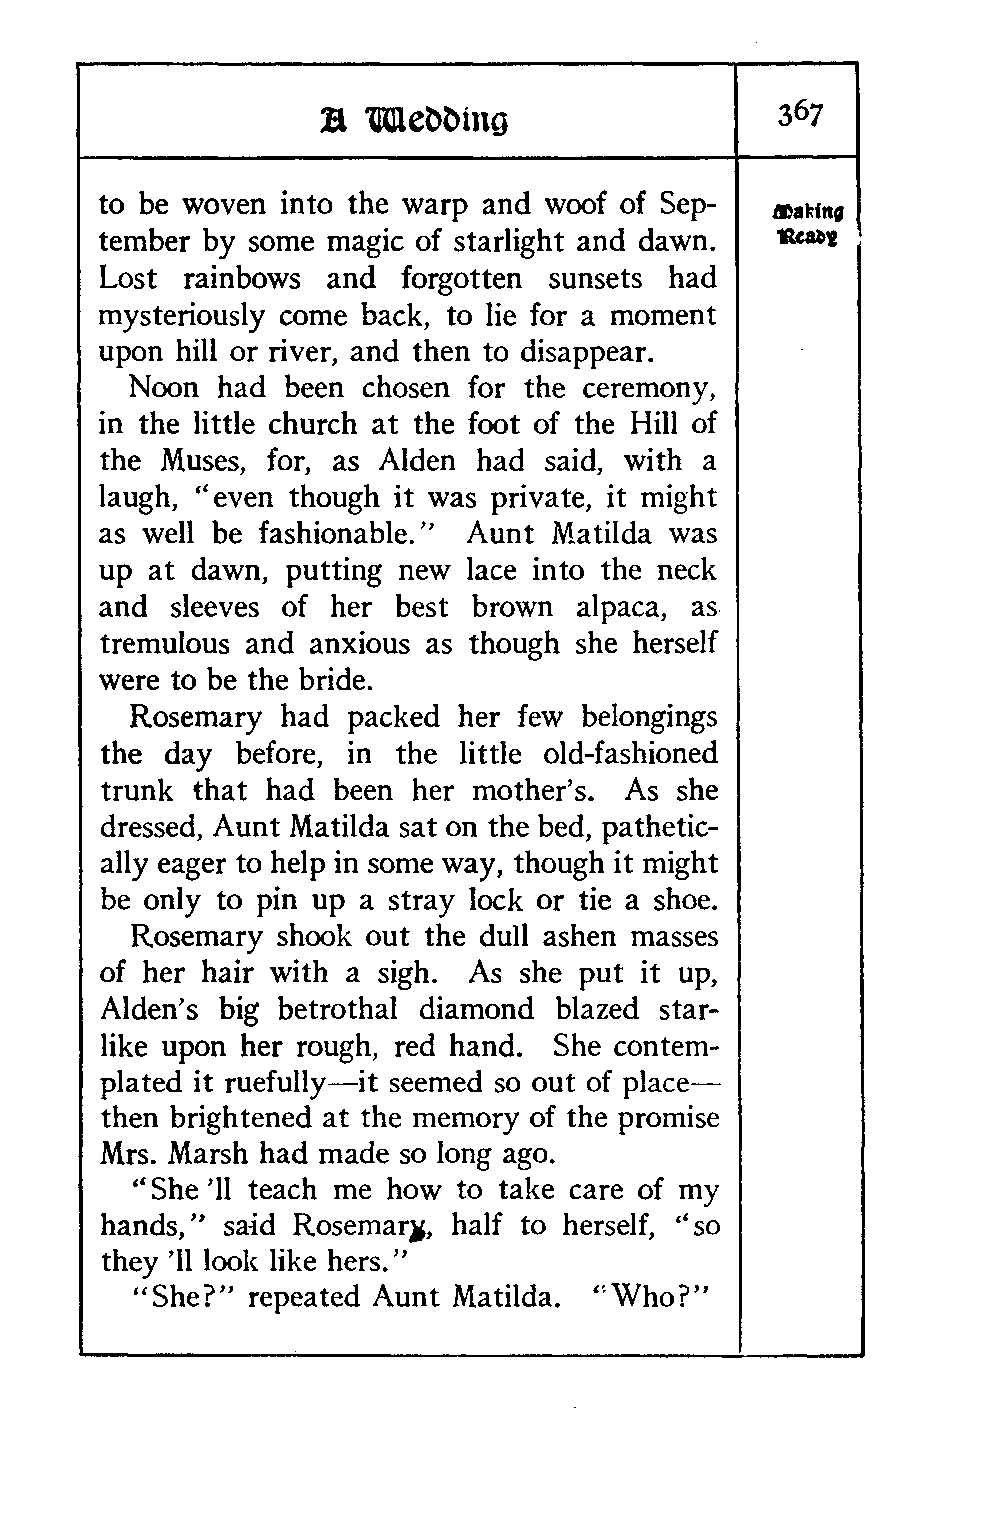 A Wedding
367
Making
Ready
to be woven into the warp and woof of Sep-
tember by some magic of starlight and dawn.
Lost rainbows and forgotten sunsets had
mysteriously come back, to lie for a moment
upon hill or river, and then to disappear.
Noon had been chosen for the ceremony,
in the little church at the foot of the Hill of
the Muses, for, as Alden had said, with a
laugh, "even though it was private, it might
as well be fashionable." Aunt Matilda was
up at dawn, putting new lace into the neck
and sleeves of her best brown alpaca, as
tremulous and anxious as though she herself
were to be the bride.
Rosemary had packed her few belongings
the day before, in the little old-fashioned
trunk that had been her mother's. As she
dressed, Aunt Matilda sat on the bed, pathetic-
ally eager to help in some way, though it might
be only to pin up a stray lock or tie a shoe.
Rosemary shook out the dull ashen masses
of her hair with a sigh. As she put it up,
Alden's big betrothal diamond blazed star-
like upon her rough, red hand. She contem-
plated it ruefully—it seemed so out of place—
then brightened at the memory of the promise
Mrs. Marsh had made so long ago.
"She 'll teach me how to take care of my
hands," said Rosemary, half to herself, "so
they 'll look like hers."
"She?" repeated Aunt Matilda. "Who?"